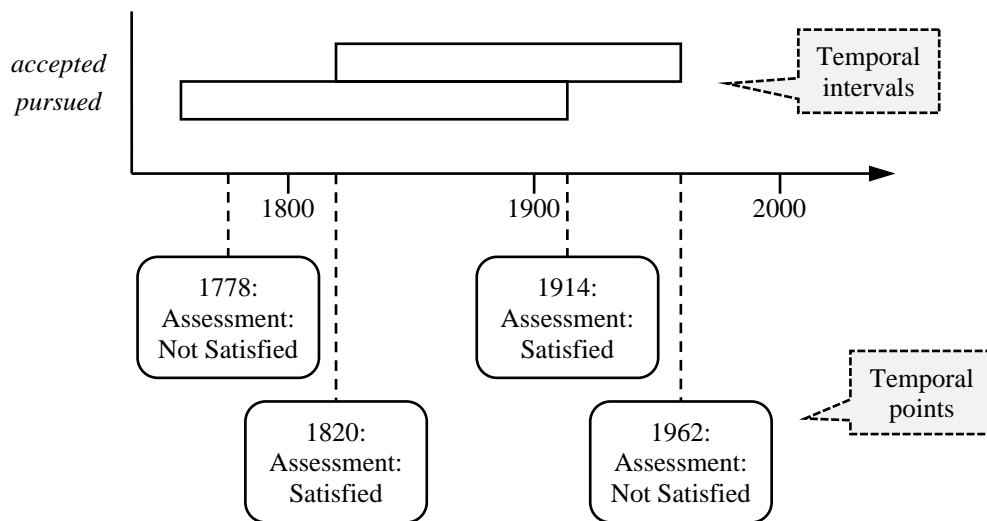 accepted
pursued
Temporal
intervals
1800
1900
2000
1778:
Assessment:
Not Satisfied
1914:
Assessment:
Satisfied
Temporal
points
1820:
Assessment:
Satisfied
1962:
Assessment:
Not Satisfied